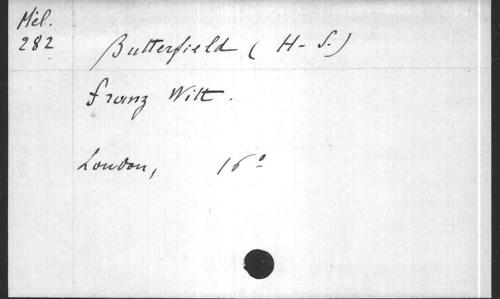 Mél.
282
Butterfield (H-S.)
Franz Witt.
London, 16°